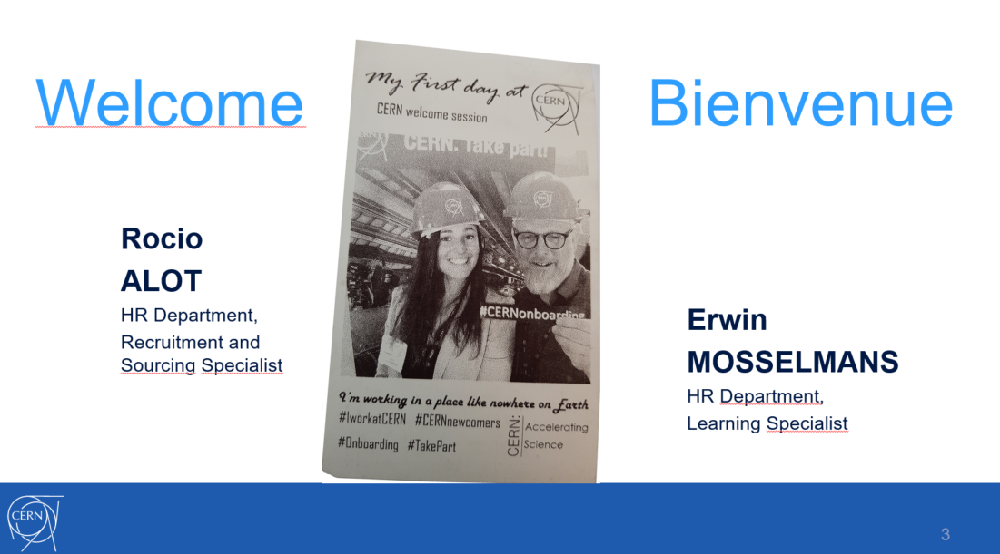 Welcome
Bienvenue
Rocio
ALOT
HR Department,
Recruitment and
Sourcing Specialist
My First day at
CERN
CERN welcome session
CERN. Take part!
#CERNonboarding
I'm working in a place like nowhere on Earth
#IworkatCERN #CERNnewcomers
#Onboarding #TakePart
CERN: Accelerating
Science
Erwin
MOSSELMANS
HR Department,
Learning Specialist
CERN
3